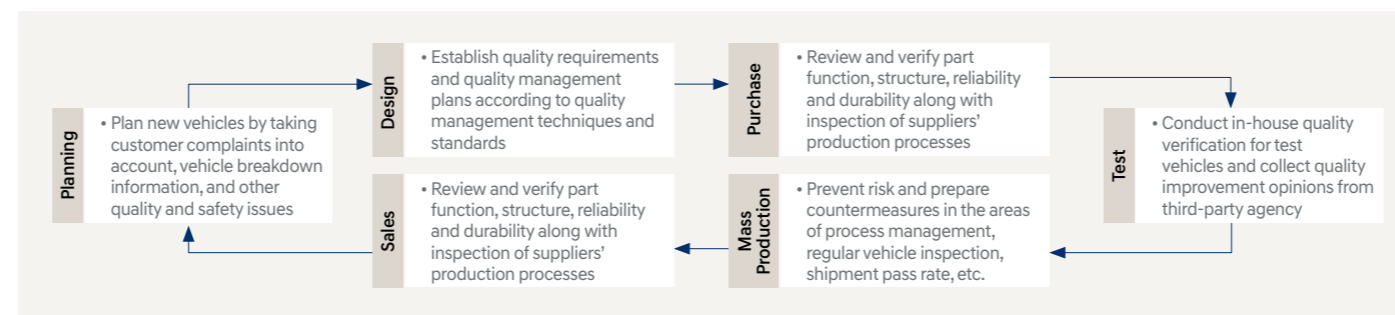 Planning
• Plan new vehicles by taking
customer complaints into
account, vehicle breakdown
information, and other
quality and safety issues
Design
• Establish quality requirements
and quality management
plans according to quality
management techniques and
standards
Purchase
• Review and verify part
function, structure, reliability
and durability along with
inspection of suppliers'
production processes
Test
• Conduct in-house quality
verification for test
vehicles and collect quality
improvement opinions from
third-party agency
Mass
Production
• Prevent risk and prepare
countermeasures in the areas
of process management,
regular vehicle inspection,
shipment pass rate, etc.
Sales
• Review and verify part
function, structure, reliability
and durability along with
inspection of suppliers'
production processes